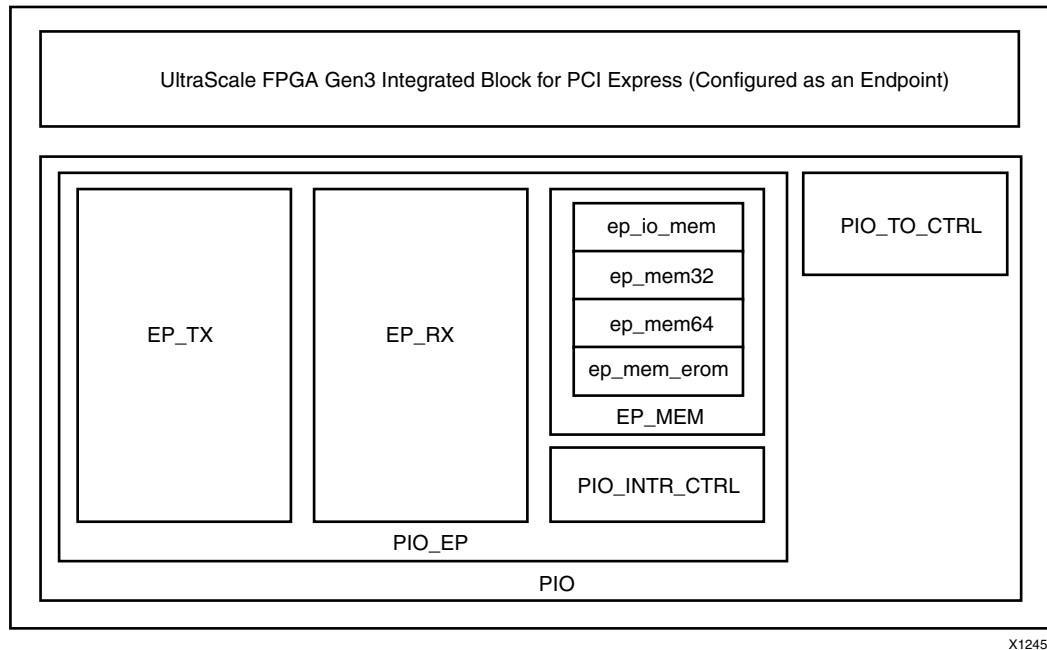 UltraScale FPGA Gen3 Integrated Block for PCI Express (Configured as an Endpoint)
EP_TX
EP_RX
ep_io_mem
ep_mem32
ep_mem64
ep_mem_erom
EP_MEM
PIO_INTR_CTRL
PIO_TO_CTRL
PIO_EP
PIO
X1245